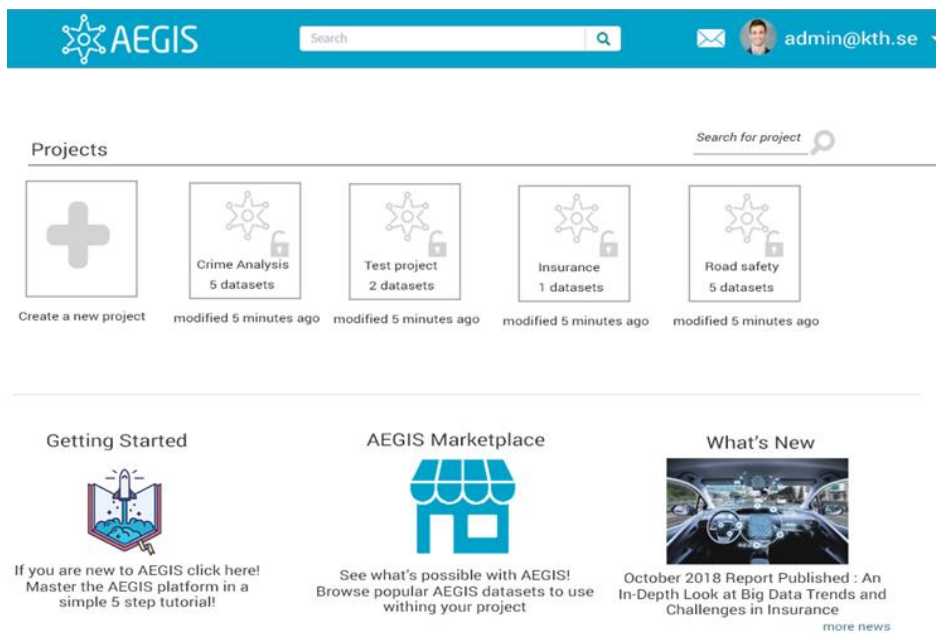 AEGIS
Search
admin@kth.se
Projects
Search for project
Crime Analysis
5 datasets
Test project
2 datasets
Insurance
1 datasets
Road safety
5 datasets
Create a new project
modified 5 minutes ago
modified 5 minutes ago
modified 5 minutes ago
modified 5 minutes ago
Getting Started
If you are new to AEGIS click here!
Master the AEGIS platform in a
simple 5 step tutorial!
AEGIS Marketplace
See what's possible with AEGIS!
Browse popular AEGIS datasets to use
withing your project
What's New
October 2018 Report Published : An
In-Depth Look at Big Data Trends and
Challenges in Insurance
more news